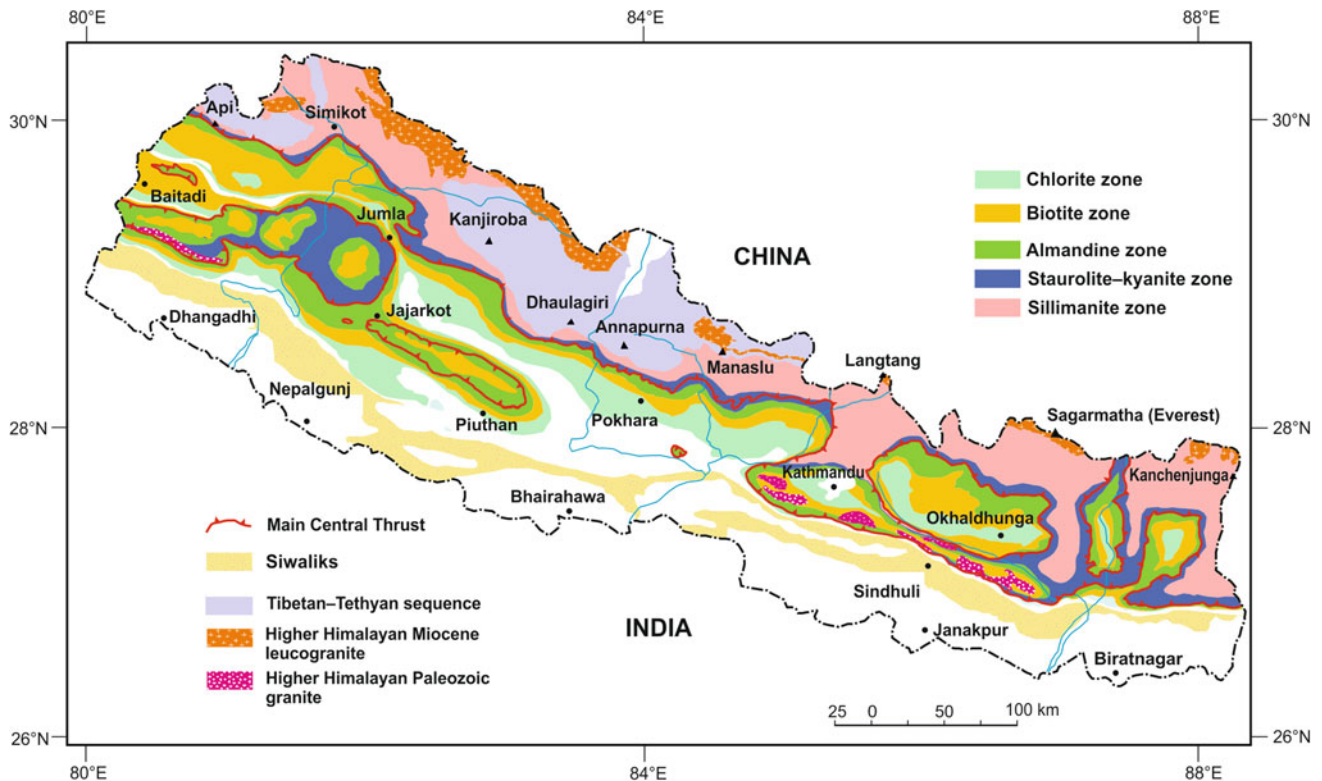 80°E
84°E
88°E
30°N
30°N
Api
Simikot
Baitadi
Jumla
Kanjiroba
CHINA
Chlorite zone
Biotite zone
Almandine zone
Staurolite–kyanite zone
Sillimanite zone
Dhangadhi
Jajarkot
Dhaulagiri
Annapurna
Manaslu
Langtang
Nepalgunj
Piuthan
Pokhara
Sagarmatha (Everest)
28°N
28°N
Kathmandu
Kanchenjunga
Bhairahawa
Okhaldhunga
Main Central Thrust
Siwaliks
Tibetan–Tethyan sequence
Higher Himalayan Miocene
leucogranite
Higher Himalayan Paleozoic
granite
Sindhuli
INDIA
Janakpur
Biratnagar
25 0 50 100 km
26°N
26°N
80°E
84°E
88°E